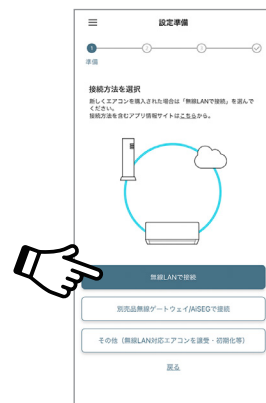 設定準備
1
2
3
準備
接続方法を選択
新しくエアコンを購入された場合は「無線LANで接続」を選んで
ください。
接続方法を含むアプリ情報サイトはこちらから。
無線LANで接続
別売品無線ゲートウェイ/AiSEGで接続
その他（無線LAN対応エアコンを譲受・初期化等）
戻る